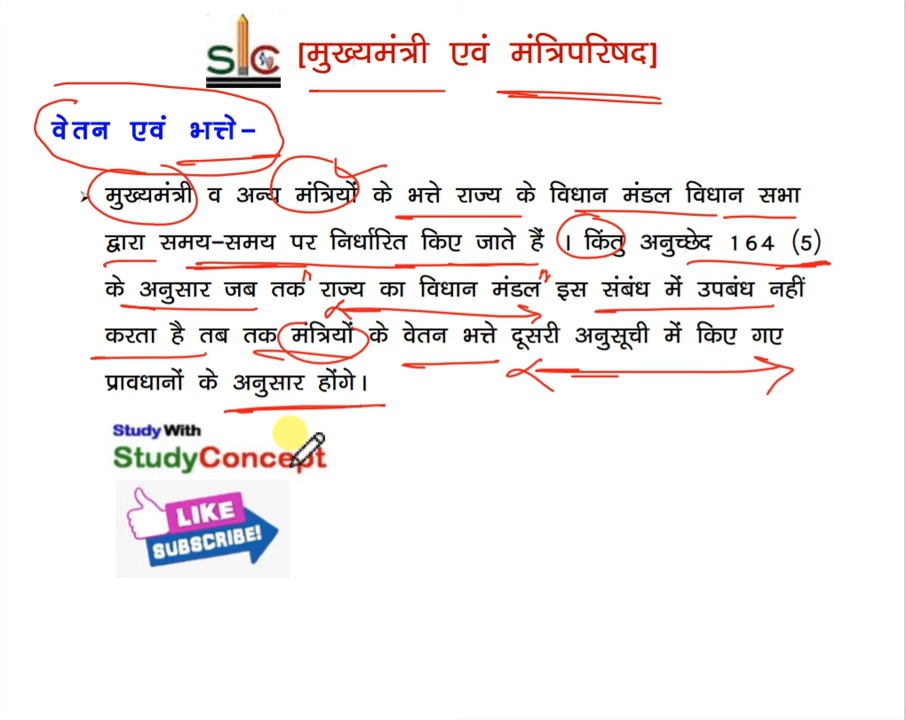 SC [मुख्यमंत्री एवं मंत्रिपरिषद]
वेतन एवं भत्ते-
मुख्यमंत्री व अन्य मंत्रियों के भत्ते राज्य के विधान मंडल विधान सभा
द्वारा समय-समय पर निर्धारित किए जाते हैं । किंतु अनुच्छेद 164 (5)
के अनुसार जब तक राज्य का विधान मंडल इस संबंध में उपबंध नहीं
करता है तब तक मंत्रियों के वेतन भत्ते दूसरी अनुसूची में किए गए
प्रावधानों के अनुसार होंगे।
Study With
StudyConcept
LIKE
SUBSCRIBE!